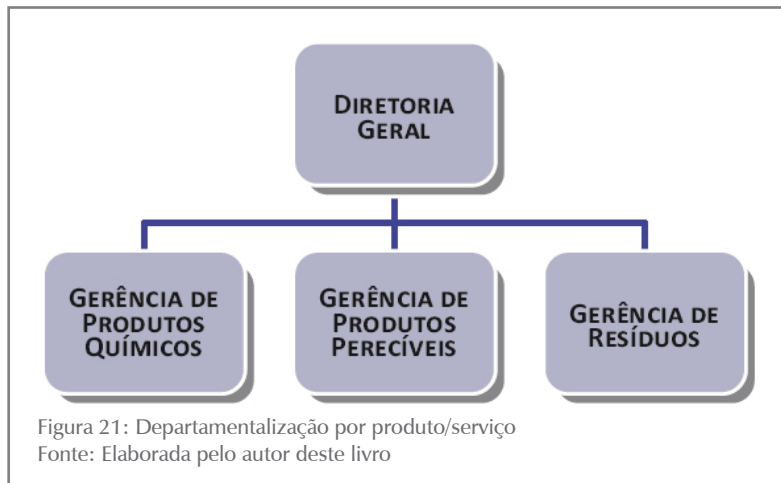 DIRETORIA
GERAL
GERÊNCIA DE
PRODUTOS
QUÍMICOS
GERÊNCIA DE
PRODUTOS
PERECÍVEIS
GERÊNCIA DE
RESÍDUOS
Figura 21: Departamentalização por produto/serviço
Fonte: Elaborada pelo autor deste livro